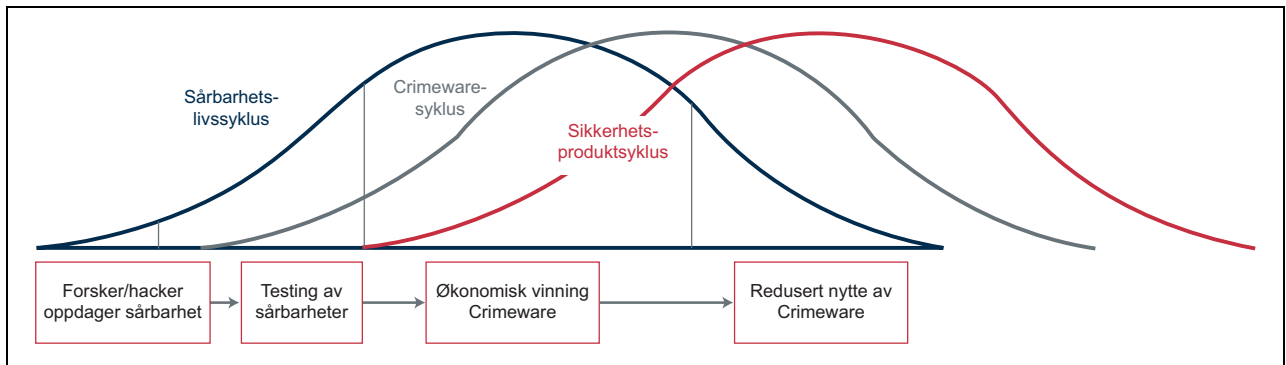 Sårbarhets-
livssyklus
Crimeware-
syklus
Sikkerhets-
produktsyklus
Forsker/hacker
oppdager sårbarhet
Testing av
sårbarheter
Økonomisk vinning
Crimeware
Redusert nytte av
Crimeware